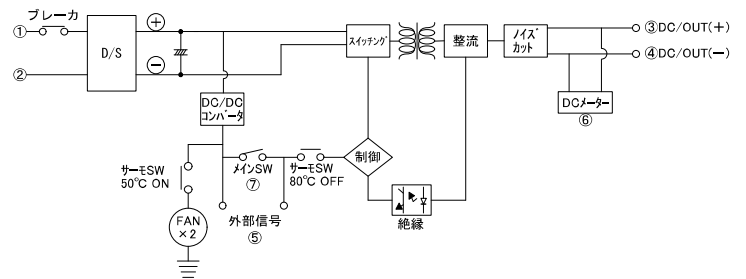 ブレーカ
①
②
D/S
+
−
スイッチング
整流
ノイズ
カット
③DC/OUT(+)
④DC/OUT(−)
DCメーター
⑥
DC/DC
コンバータ
サーモSW
50℃ ON
メインSW
⑦
サーモSW
80℃ OFF
制御
FAN
×2
外部信号
⑤
絶縁